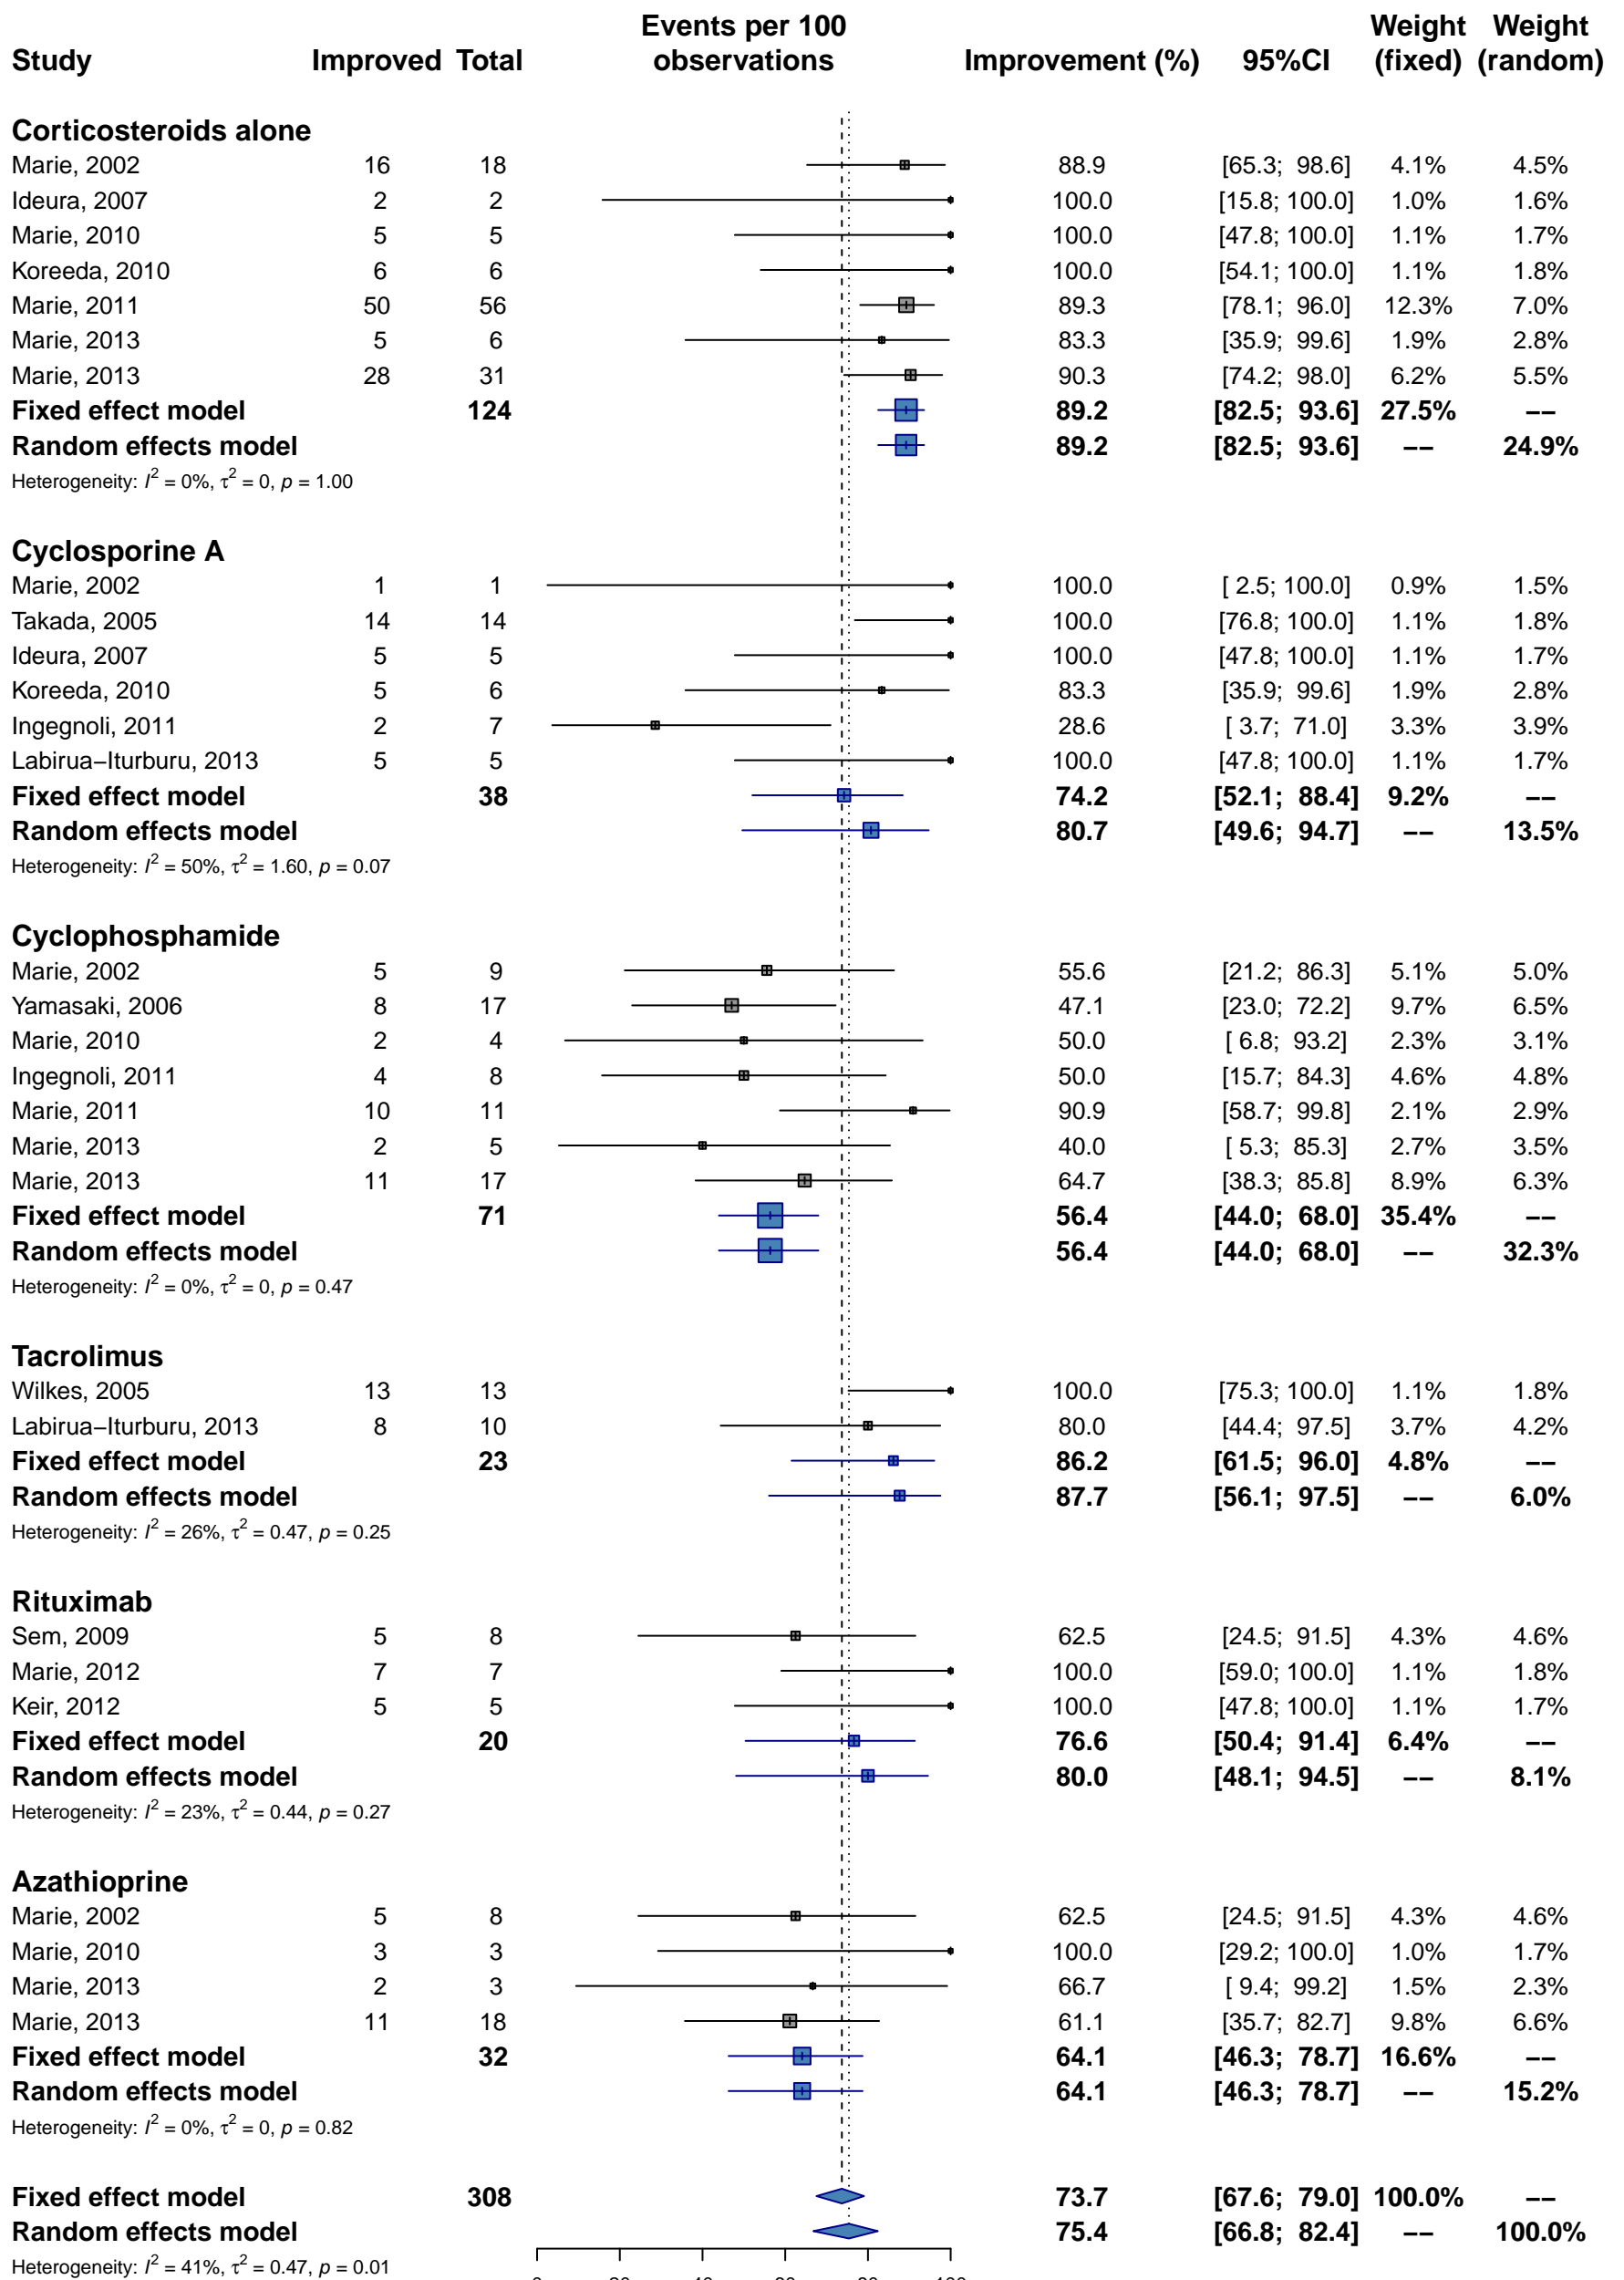 Events per 100 Weight Weight
Study Improved Total observations Improvement (%) 95%CI (fixed) (random)
Corticosteroids alone
Marie, 2002 16 18 88.9 [65.3; 98.6] 4.1% 4.5%
Ideura, 2007 2 2 100.0 [15.8; 100.0] 1.0% 1.6%
Marie, 2010 5 5 100.0 [47.8; 100.0] 1.1% 1.7%
Koreeda, 2010 6 6 100.0 [54.1; 100.0] 1.1% 1.8%
Marie, 2011 50 56 89.3 [78.1; 96.0] 12.3% 7.0%
Marie, 2013 5 6 83.3 [35.9; 99.6] 1.9% 2.8%
Marie, 2013 28 31 90.3 [74.2; 98.0] 6.2% 5.5%
Fixed effect model 124 89.2 [82.5; 93.6] 27.5% −−
Random effects model 89.2 [82.5; 93.6] −− 24.9%
Heterogeneity: I² = 0%, τ² = 0, p = 1.00
Cyclosporine A
Marie, 2002 1 1 100.0 [ 2.5; 100.0] 0.9% 1.5%
Takada, 2005 14 14 100.0 [76.8; 100.0] 1.1% 1.8%
Ideura, 2007 5 5 100.0 [47.8; 100.0] 1.1% 1.7%
Koreeda, 2010 5 6 83.3 [35.9; 99.6] 1.9% 2.8%
Ingegnoli, 2011 2 7 28.6 [ 3.7; 71.0] 3.3% 3.9%
Labirua−Iturburu, 2013 5 5 100.0 [47.8; 100.0] 1.1% 1.7%
Fixed effect model 38 74.2 [52.1; 88.4] 9.2% −−
Random effects model 80.7 [49.6; 94.7] −− 13.5%
Heterogeneity: I² = 50%, τ² = 1.60, p = 0.07
Cyclophosphamide
Marie, 2002 5 9 55.6 [21.2; 86.3] 5.1% 5.0%
Yamasaki, 2006 8 17 47.1 [23.0; 72.2] 9.7% 6.5%
Marie, 2010 2 4 50.0 [ 6.8; 93.2] 2.3% 3.1%
Ingegnoli, 2011 4 8 50.0 [15.7; 84.3] 4.6% 4.8%
Marie, 2011 10 11 90.9 [58.7; 99.8] 2.1% 2.9%
Marie, 2013 2 5 40.0 [ 5.3; 85.3] 2.7% 3.5%
Marie, 2013 11 17 64.7 [38.3; 85.8] 8.9% 6.3%
Fixed effect model 71 56.4 [44.0; 68.0] 35.4% −−
Random effects model 56.4 [44.0; 68.0] −− 32.3%
Heterogeneity: I² = 0%, τ² = 0, p = 0.47
Tacrolimus
Wilkes, 2005 13 13 100.0 [75.3; 100.0] 1.1% 1.8%
Labirua−Iturburu, 2013 8 10 80.0 [44.4; 97.5] 3.7% 4.2%
Fixed effect model 23 86.2 [61.5; 96.0] 4.8% −−
Random effects model 87.7 [56.1; 97.5] −− 6.0%
Heterogeneity: I² = 26%, τ² = 0.47, p = 0.25
Rituximab
Sem, 2009 5 8 62.5 [24.5; 91.5] 4.3% 4.6%
Marie, 2012 7 7 100.0 [59.0; 100.0] 1.1% 1.8%
Keir, 2012 5 5 100.0 [47.8; 100.0] 1.1% 1.7%
Fixed effect model 20 76.6 [50.4; 91.4] 6.4% −−
Random effects model 80.0 [48.1; 94.5] −− 8.1%
Heterogeneity: I² = 23%, τ² = 0.44, p = 0.27
Azathioprine
Marie, 2002 5 8 62.5 [24.5; 91.5] 4.3% 4.6%
Marie, 2010 3 3 100.0 [29.2; 100.0] 1.0% 1.7%
Marie, 2013 2 3 66.7 [ 9.4; 99.2] 1.5% 2.3%
Marie, 2013 11 18 61.1 [35.7; 82.7] 9.8% 6.6%
Fixed effect model 32 64.1 [46.3; 78.7] 16.6% −−
Random effects model 64.1 [46.3; 78.7] −− 15.2%
Heterogeneity: I² = 0%, τ² = 0, p = 0.82
Fixed effect model 308 73.7 [67.6; 79.0] 100.0% −−
Random effects model 75.4 [66.8; 82.4] −− 100.0%
Heterogeneity: I² = 41%, τ² = 0.47, p = 0.01